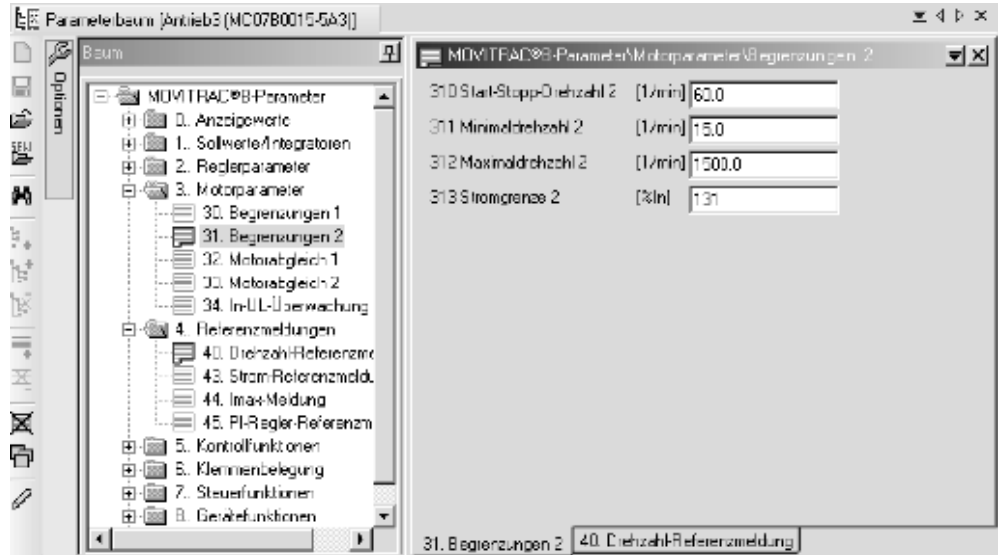 Parameterbaum [Antrieb3 (MC07B0015-5A3)]
Optionen
Baum
MOVITRAC®B-Parameter
0.. Anzeigewerte
1.. Sollwerte/Integratoren
2.. Reglerparameter
3.. Motorparameter
30. Begrenzungen 1
31. Begrenzungen 2
32. Motorabgleich 1
33. Motorabgleich 2
34. In-UL-Überwachung
4.. Referenzmeldungen
40. Drehzahl-Referenzme
43. Strom-Referenzmeldu
44. Imax-Meldung
45. PI-Regler-Referenzm
5.. Kontrollfunktionen
6.. Klemmenbelegung
7.. Steuerfunktionen
8.. Gerätefunktionen
MOVITRAC®B-Parameter\Motorparameter\Begrenzungen 2
310 Start-Stopp-Drehzahl 2 [1/min] 60.0
311 Minimaldrehzahl 2 [1/min] 15.0
312 Maximaldrehzahl 2 [1/min] 1500.0
313 Stromgrenze 2 [%In] 131
31. Begrenzungen 2
40. Drehzahl-Referenzmeldung